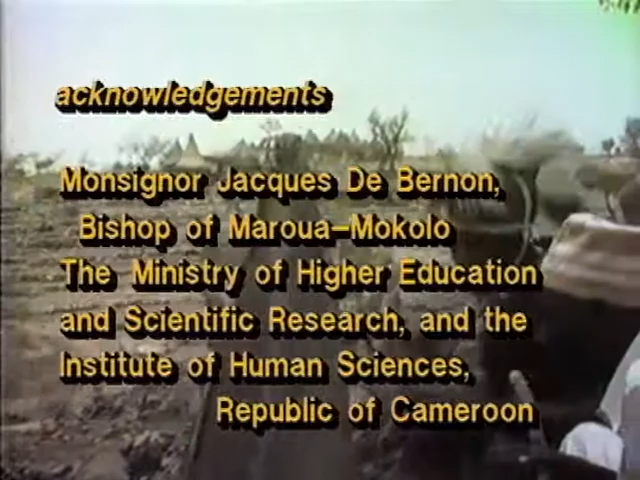 acknowledgements
Monsignor Jacques De Bernon,
Bishop of Maroua-Mokolo
The Ministry of Higher Education
and Scientific Research, and the
Institute of Human Sciences,
Republic of Cameroon